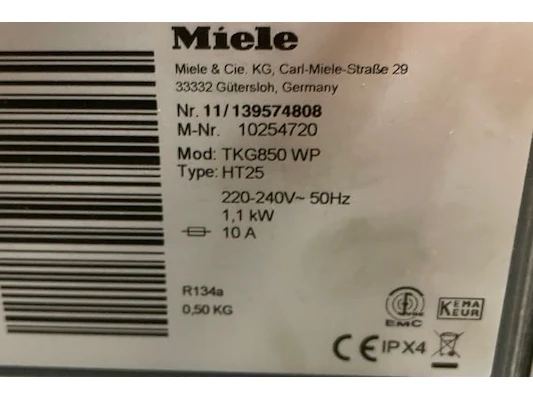 Miele
Miele & Cie. KG, Carl-Miele-Straße 29
33332 Gütersloh, Germany
Nr. 11/139574808
M-Nr. 10254720
Mod: TKG850 WP
Type: HT25
220-240V~ 50Hz
1,1 kW
10 A
R134a
0,50 KG
EMC
KEMA
KEUR
CE IPX4